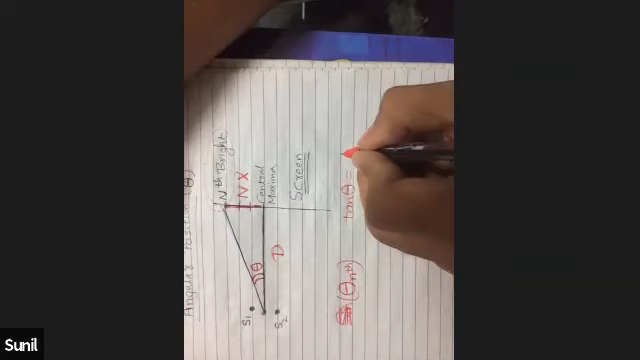 Angular Position (θ)
Nth Bright
N X
Central
Maxima
Screen
θ
D
S1
S2
(θnth)
tanθ =
Sunil